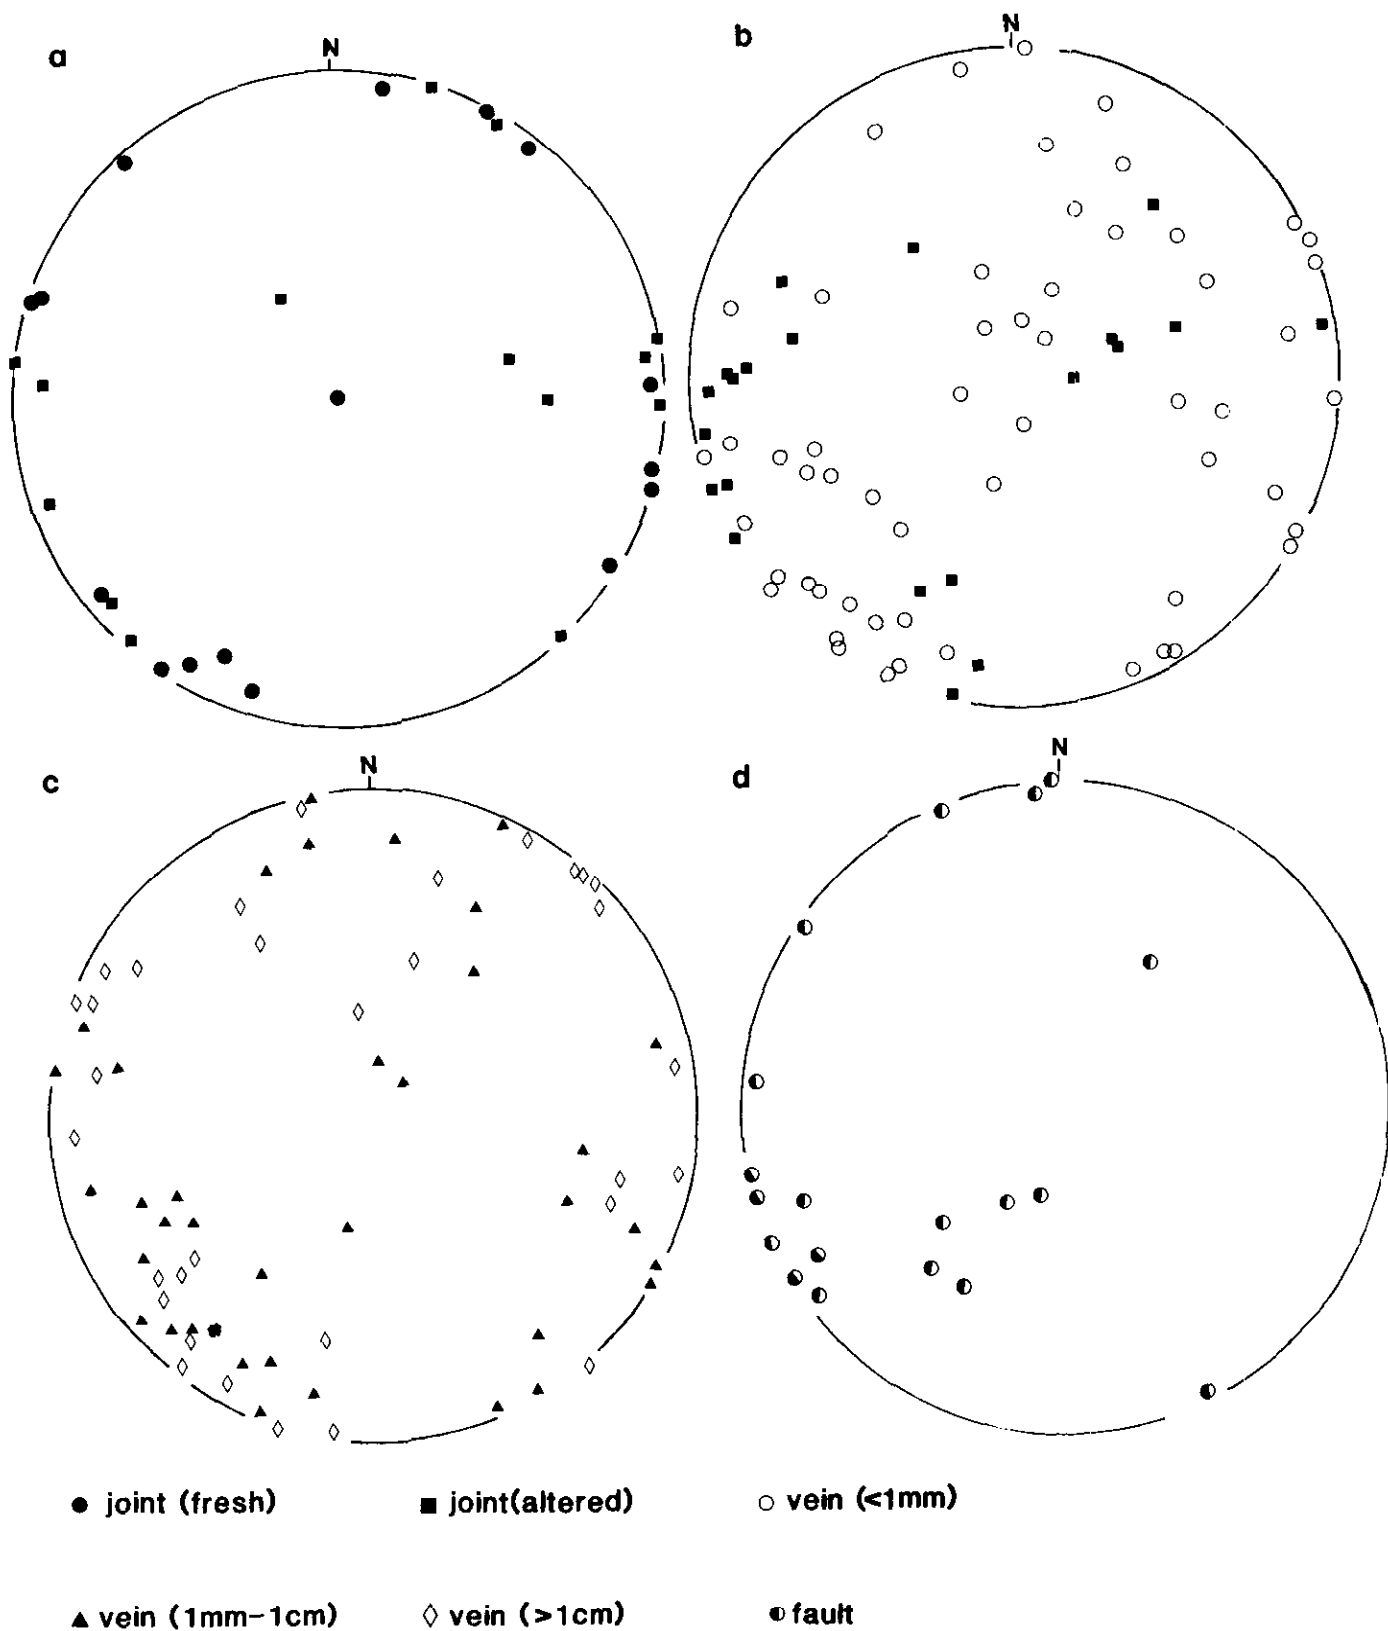 a
N
b
N
c
N
d
N
joint (fresh)
joint(altered)
vein (<1mm)
vein (1mm-1cm)
vein (>1cm)
fault